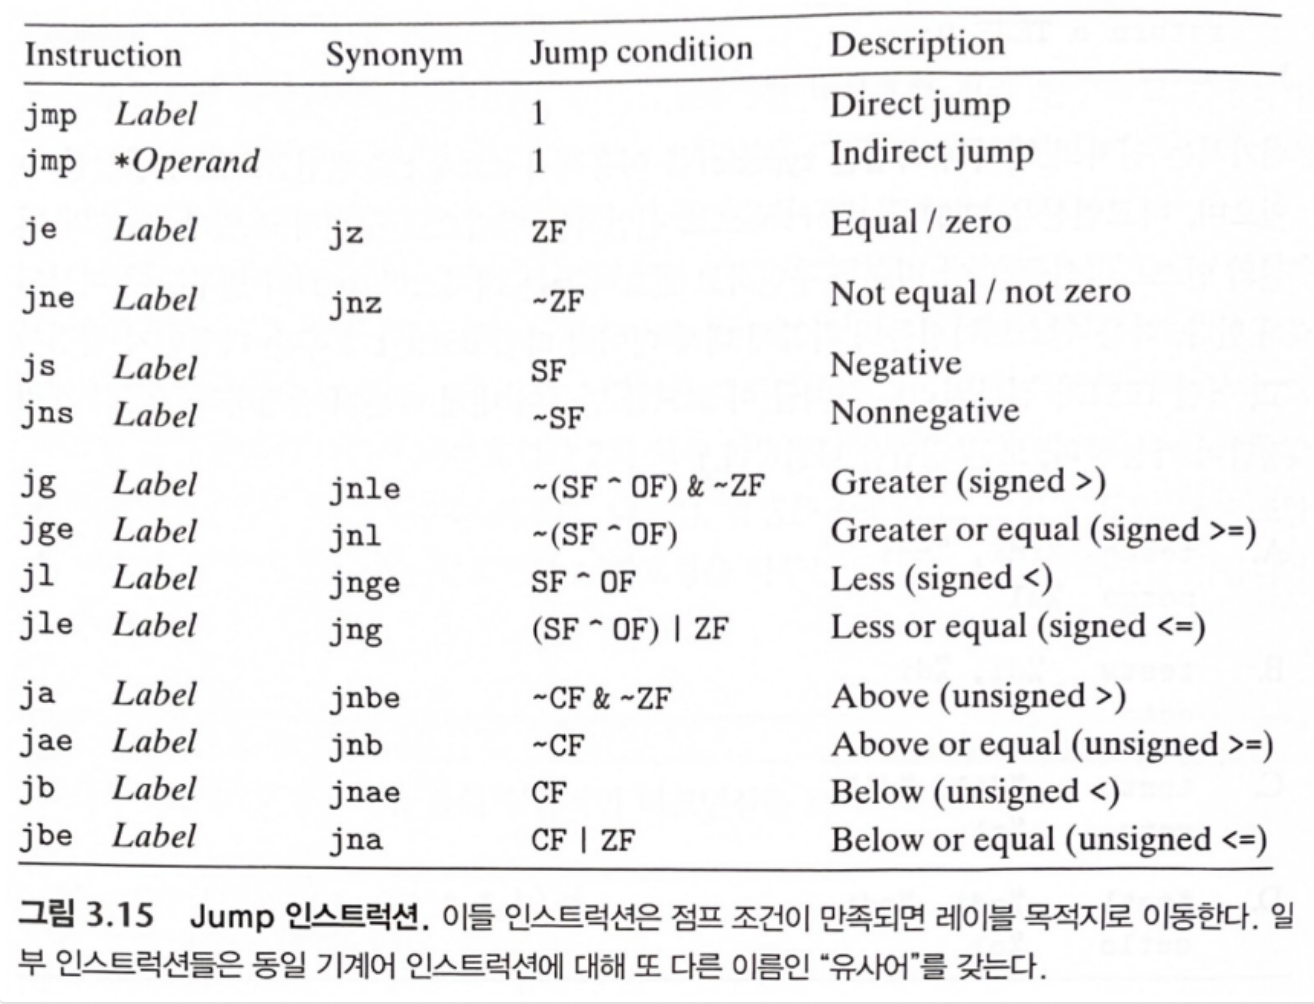 Instruction Synonym Jump condition Description
jmp Label 1 Direct jump
jmp *Operand 1 Indirect jump
je Label jz ZF Equal / zero
jne Label jnz ~ZF Not equal / not zero
js Label SF Negative
jns Label ~SF Nonnegative
jg Label jnle ~(SF ^ OF) & ~ZF Greater (signed >)
jge Label jnl ~(SF ^ OF) Greater or equal (signed >=)
jl Label jnge SF ^ OF Less (signed <)
jle Label jng (SF ^ OF) | ZF Less or equal (signed <=)
ja Label jnbe ~CF & ~ZF Above (unsigned >)
jae Label jnb ~CF Above or equal (unsigned >=)
jb Label jnae CF Below (unsigned <)
jbe Label jna CF | ZF Below or equal (unsigned <=)
그림 3.15 Jump 인스트럭션. 이들 인스트럭션은 점프 조건이 만족되면 레이블 목적지로 이동한다. 일
부 인스트럭션들은 동일 기계어 인스트럭션에 대해 또 다른 이름인 “유사어”를 갖는다.